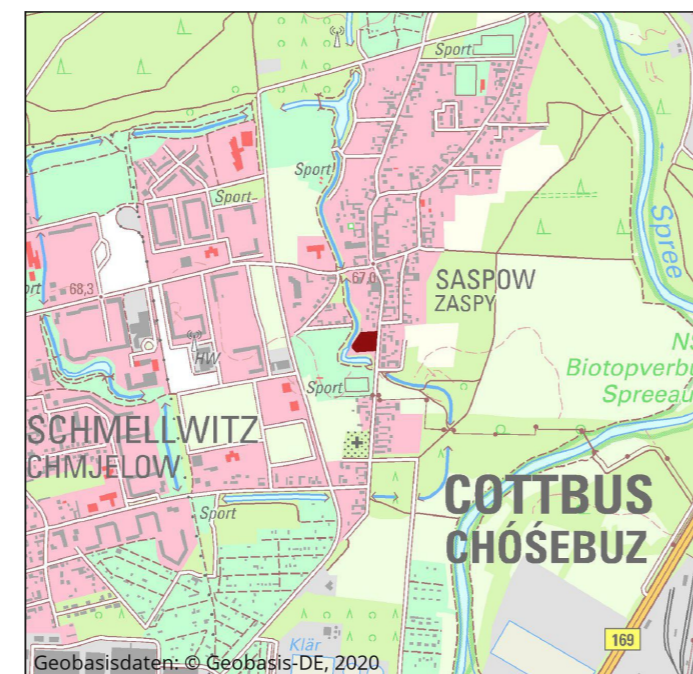 Sport
Sport
Sport
Spree
67,0
SASPOW
ZASPY
ort
68,3
HW
NS
Biotopverbu
Spreeau
Sport
SCHMELLWITZ
CHMJELOW
COTTBUS
CHÓŚEBUZ
Sport
169
Klär
Geobasisdaten: © Geobasis-DE, 2020